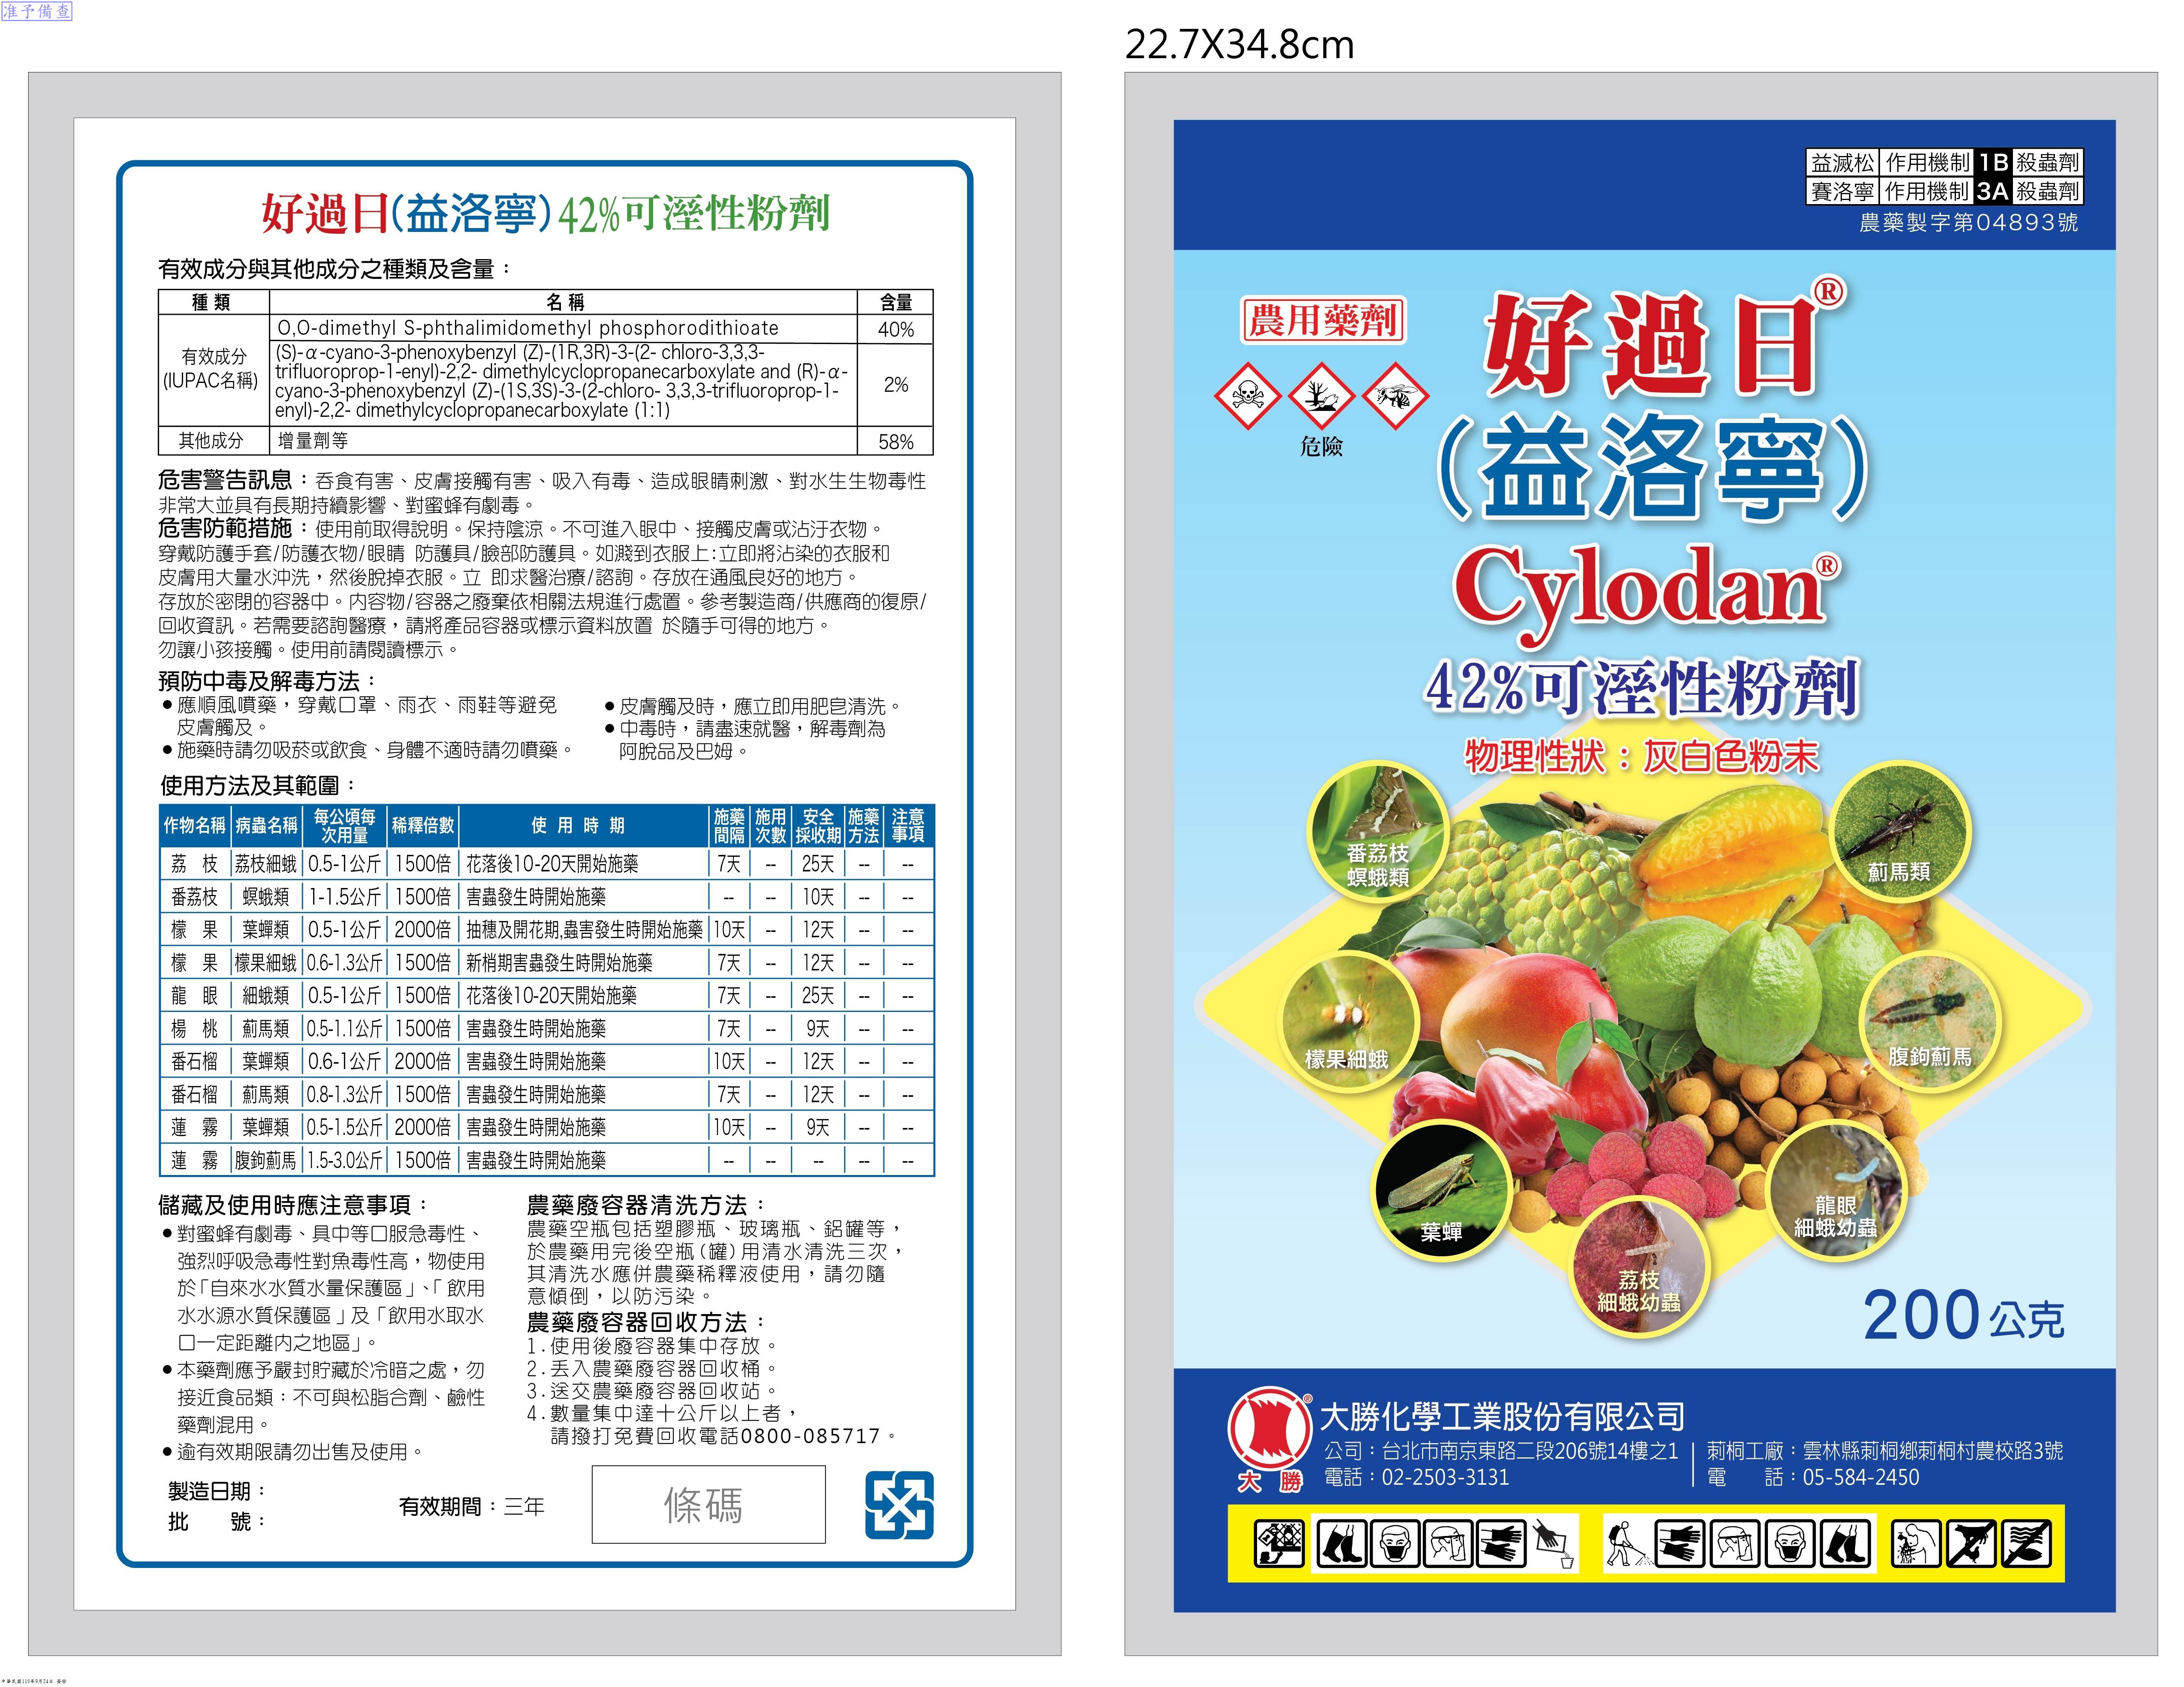 准予備查
22.7X34.8cm
好過日(益洛寧)42%可溼性粉劑
有效成分與其他成分之種類及含量：
種 類 名 稱 含量
有效成分
(IUPAC名稱)
O,O-dimethyl S-phthalimidomethyl phosphorodithioate 40%
(S)-α-cyano-3-phenoxybenzyl (Z)-(1R,3R)-3-(2- chloro-3,3,3-
trifluoroprop-1-enyl)-2,2- dimethylcyclopropanecarboxylate and (R)-α-
cyano-3-phenoxybenzyl (Z)-(1S,3S)-3-(2-chloro- 3,3,3-trifluoroprop-1-
enyl)-2,2- dimethylcyclopropanecarboxylate (1:1)
2%
其他成分 增量劑等 58%
危害警告訊息：吞食有害、皮膚接觸有害、吸入有毒、造成眼睛刺激、對水生生物毒性
非常大並具有長期持續影響、對蜜蜂有劇毒。
危害防範措施：使用前取得說明。保持陰涼。不可進入眼中、接觸皮膚或沾汙衣物。
穿戴防護手套/防護衣物/眼睛 防護具/臉部防護具。如濺到衣服上:立即將沾染的衣服和
皮膚用大量水沖洗，然後脫掉衣服。立 即求醫治療/諮詢。存放在通風良好的地方。
存放於密閉的容器中。內容物/容器之廢棄依相關法規進行處置。參考製造商/供應商的復原/
回收資訊。若需要諮詢醫療，請將產品容器或標示資料放置 於隨手可得的地方。
勿讓小孩接觸。使用前請閱讀標示。
預防中毒及解毒方法：
●應順風噴藥，穿戴口罩、雨衣、雨鞋等避免
皮膚觸及。
●施藥時請勿吸菸或飲食、身體不適時請勿噴藥。
●皮膚觸及時，應立即用肥皂清洗。
●中毒時，請盡速就醫，解毒劑為
阿脫品及巴姆。
使用方法及其範圍：
作物名稱 病蟲名稱 每公頃每次用量 稀釋倍數 使 用 時 期 施藥間隔 施用次數 安全採收期 施藥方法 注意事項
荔 枝 荔枝細蛾 0.5-1公斤 1500倍 花落後10-20天開始施藥 7天 -- 25天 -- --
番荔枝 螟蛾類 1-1.5公斤 1500倍 害蟲發生時開始施藥 -- -- 10天 -- --
檬 果 葉蟬類 0.5-1公斤 2000倍 抽穗及開花期,蟲害發生時開始施藥 10天 -- 12天 -- --
檬 果 檬果細蛾 0.6-1.3公斤 1500倍 新梢期害蟲發生時開始施藥 7天 -- 12天 -- --
龍 眼 細蛾類 0.5-1公斤 1500倍 花落後10-20天開始施藥 7天 -- 25天 -- --
楊 桃 薊馬類 0.5-1.1公斤 1500倍 害蟲發生時開始施藥 7天 -- 9天 -- --
番石榴 葉蟬類 0.6-1公斤 2000倍 害蟲發生時開始施藥 10天 -- 12天 -- --
番石榴 薊馬類 0.8-1.3公斤 1500倍 害蟲發生時開始施藥 7天 -- 12天 -- --
蓮 霧 葉蟬類 0.5-1.5公斤 2000倍 害蟲發生時開始施藥 10天 -- 9天 -- --
蓮 霧 腹鉤薊馬 1.5-3.0公斤 1500倍 害蟲發生時開始施藥 -- -- -- -- --
儲藏及使用時應注意事項：
●對蜜蜂有劇毒、具中等口服急毒性、
強烈呼吸急毒性對魚毒性高，物使用
於「自來水水質水量保護區」、「飲用
水水源水質保護區」及「飲用水取水
口一定距離內之地區」。
●本藥劑應予嚴封貯藏於冷暗之處，勿
接近食品類：不可與松脂合劑、鹼性
藥劑混用。
●逾有效期限請勿出售及使用。
農藥廢容器清洗方法：
農藥空瓶包括塑膠瓶、玻璃瓶、鋁罐等，
於農藥用完後空瓶(罐)用清水清洗三次，
其清洗水應併農藥稀釋液使用，請勿隨
意傾倒，以防污染。
農藥廢容器回收方法：
1.使用後廢容器集中存放。
2.丟入農藥廢容器回收桶。
3.送交農藥廢容器回收站。
4.數量集中達十公斤以上者，
請撥打免費回收電話0800-085717。
製造日期：
批 號：
有效期間：三年
條碼
益滅松 作用機制 1B 殺蟲劑
賽洛寧 作用機制 3A 殺蟲劑
農藥製字第04893號
農用藥劑
危險
好過日®
(益洛寧)
Cylodan®
42%可溼性粉劑
物理性狀：灰白色粉末
番荔枝
螟蛾類
薊馬類
檬果細蛾
腹鉤薊馬
葉蟬
荔枝
細蛾幼蟲
龍眼
細蛾幼蟲
200公克
大勝
®
大勝化學工業股份有限公司
公司：台北市南京東路二段206號14樓之1
電話：02-2503-3131
莿桐工廠：雲林縣莿桐鄉莿桐村農校路3號
電 話：05-584-2450
中華民國110年9月24日